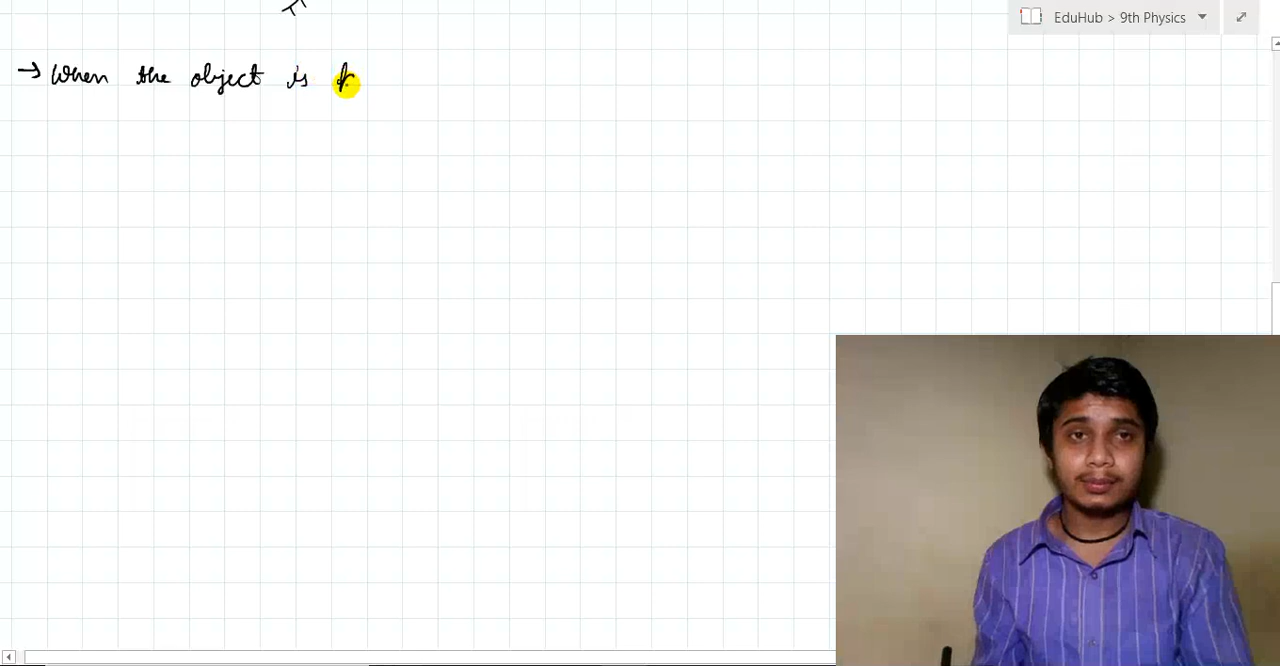 EduHub > 9th Physics
→ When the object is